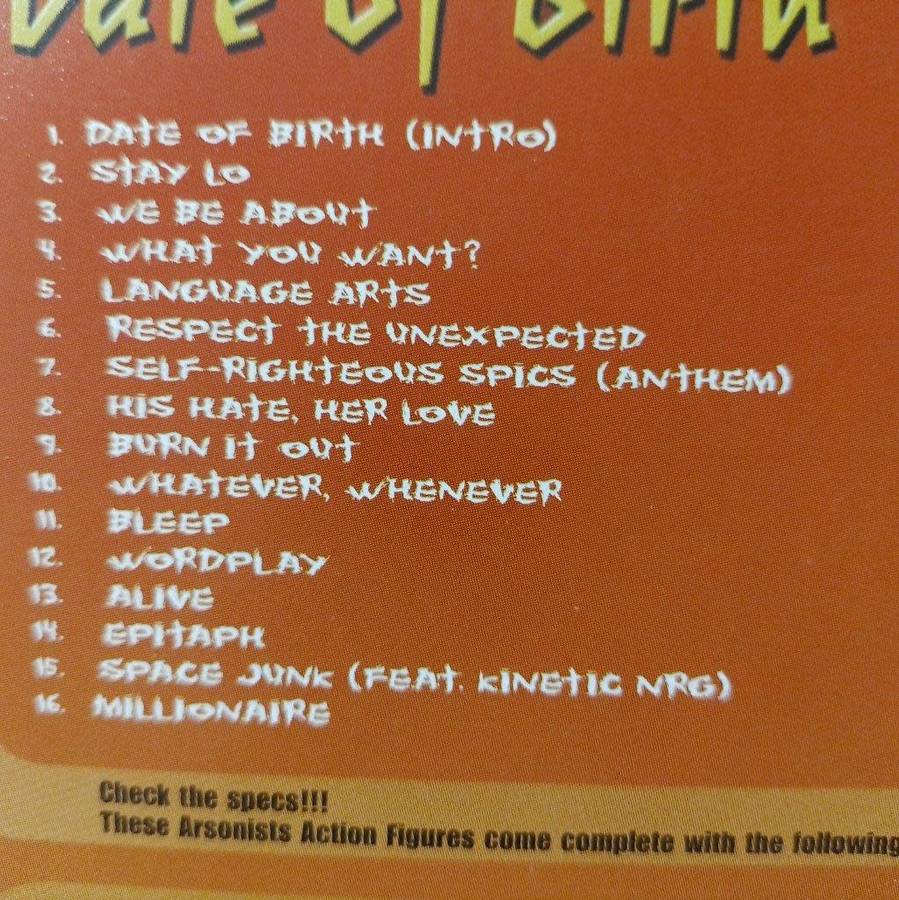 Date of Birth
1. DATE OF BIRTH (INTRO)
2. STAY LO
3. WE BE ABOUT
4. WHAT YOU WANT?
5. LANGUAGE ARTS
6. RESPECT THE UNEXPECTED
7. SELF-RIGHTEOUS SPICS (ANTHEM)
8. HIS HATE, HER LOVE
9. BURN IT OUT
10. WHATEVER, WHENEVER
11. BLEEP
12. WORDPLAY
13. ALIVE
14. EPITAPH
15. SPACE JUNK (FEAT. KINETIC NRG)
16. MILLIONAIRE
Check the specs!!!
These Arsonists Action Figures come complete with the following